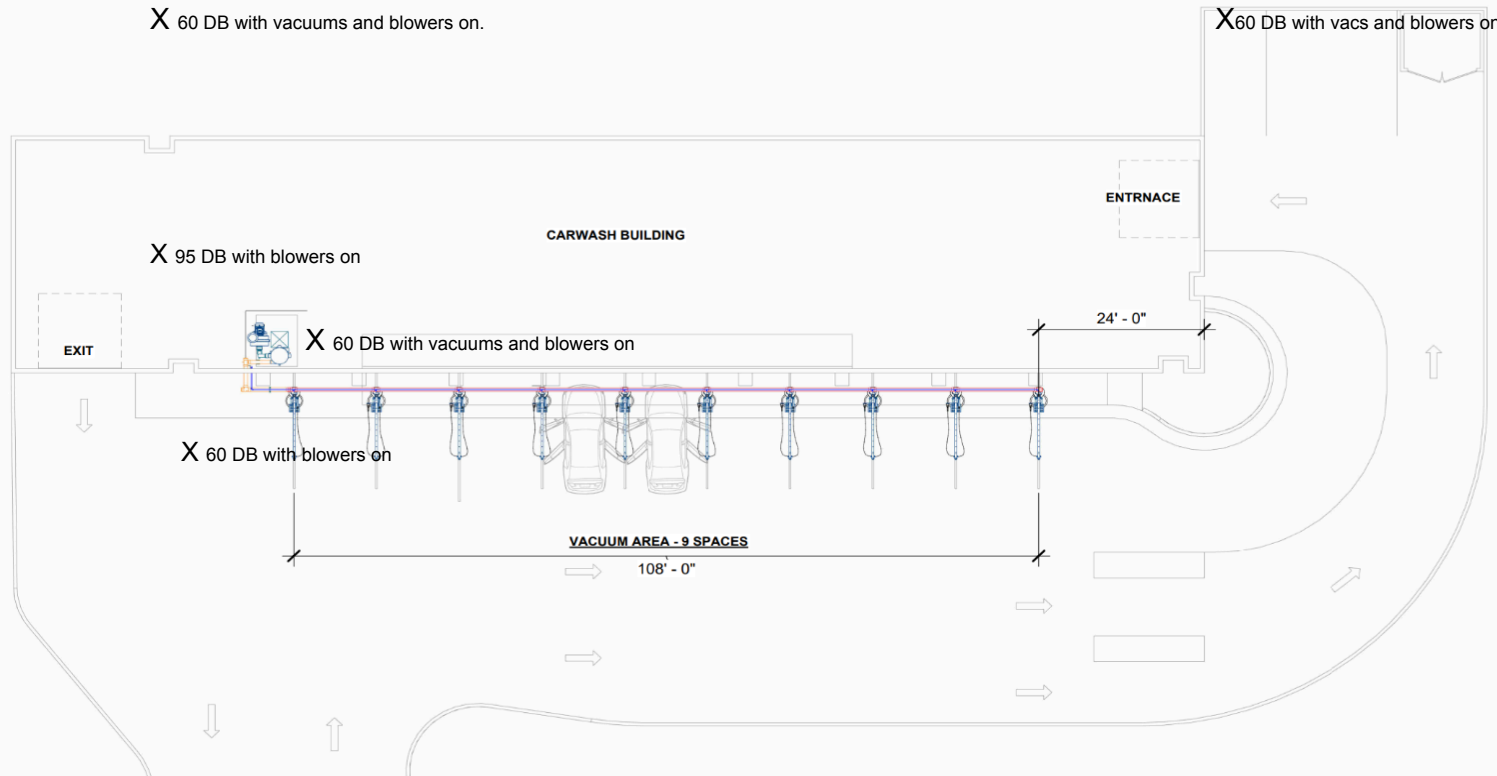 X 60 DB with vacuums and blowers on.
X 60 DB with vacs and blowers on
ENTRNACE
CARWASH BUILDING
X 95 DB with blowers on
24' - 0"
EXIT
X 60 DB with vacuums and blowers on
X 60 DB with blowers on
VACUUM AREA - 9 SPACES
108' - 0"